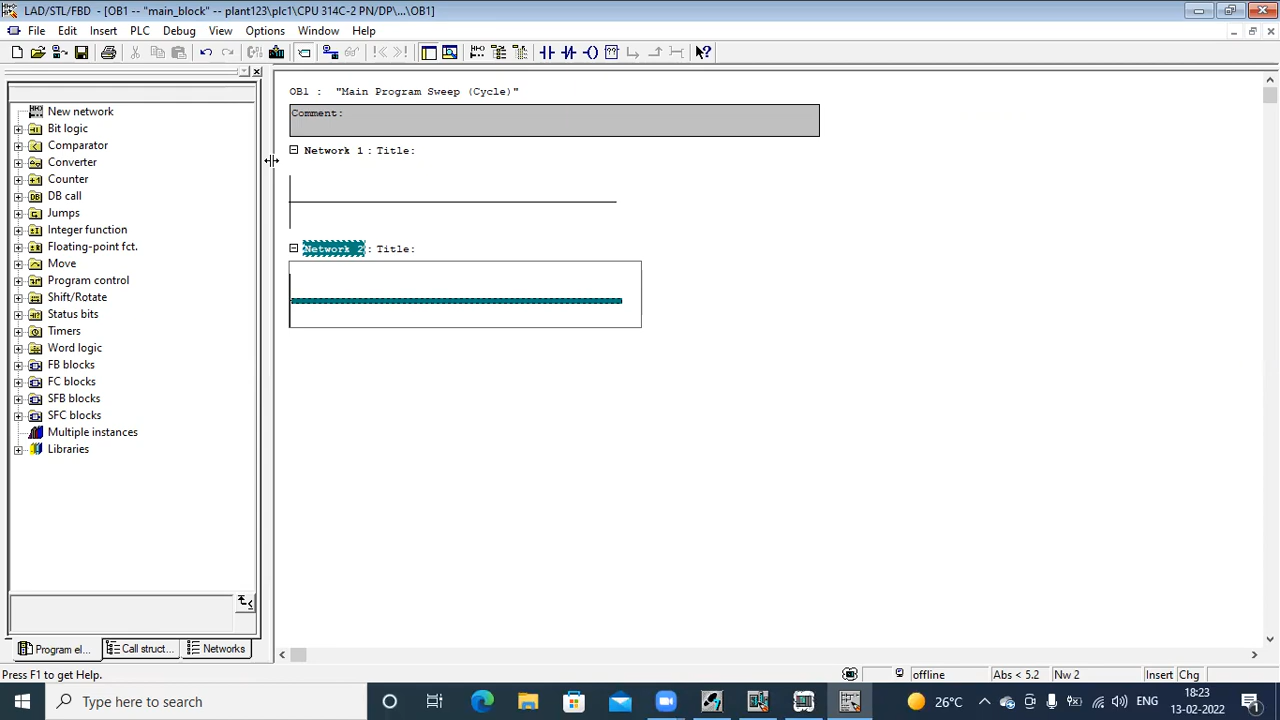 LAD/STL/FBD - [OB1 -- "main_block" -- plant123\plc1\CPU 314C-2 PN/DP\...\OB1]
File Edit Insert PLC Debug View Options Window Help
New network
Bit logic
Comparator
Converter
Counter
DB call
Jumps
Integer function
Floating-point fct.
Move
Program control
Shift/Rotate
Status bits
Timers
Word logic
FB blocks
FC blocks
SFB blocks
SFC blocks
Multiple instances
Libraries
Program el...
Call struct...
Networks
OB1 : "Main Program Sweep (Cycle)"
Comment:
Network 1 : Title:
Network 2 : Title:
Press F1 to get Help.
offline
Abs < 5.2
Nw 2
Insert
Chg
Type here to search
26°C
ENG
18:23
13-02-2022
1